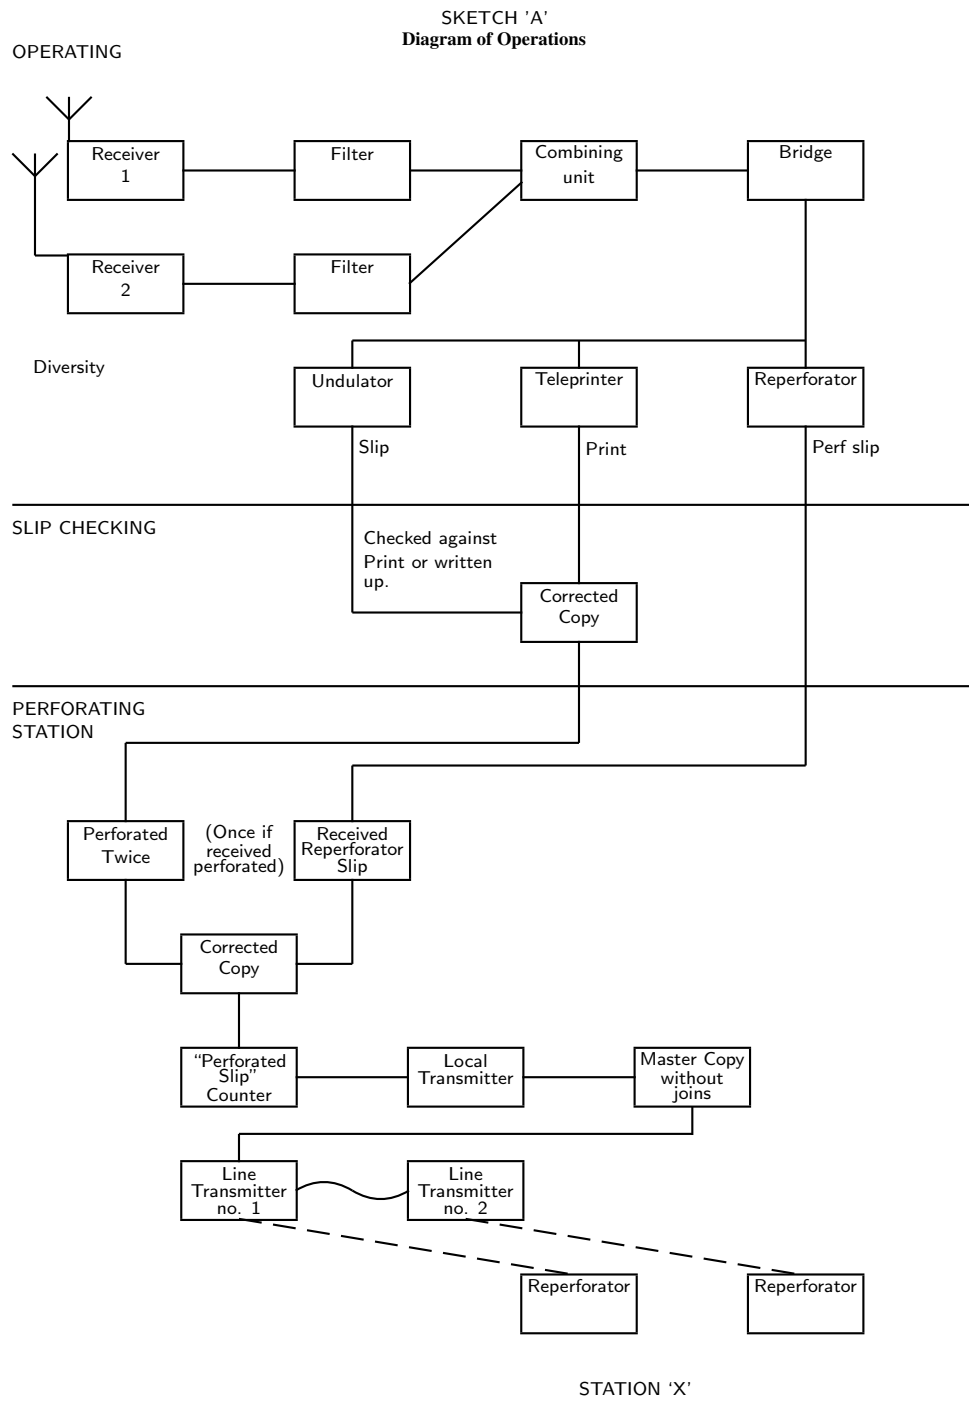 SKETCH 'A'
Diagram of Operations
OPERATING
Receiver
1
Filter
Combining
unit
Bridge
Receiver
2
Filter
Diversity
Undulator
Teleprinter
Reperforator
Slip
Print
Perf slip
SLIP CHECKING
Checked against
Print or written
up.
Corrected
Copy
PERFORATING
STATION
Perforated
Twice
(Once if
received
perforated)
Received
Reperforator
Slip
Corrected
Copy
“Perforated
Slip”
Counter
Local
Transmitter
Master Copy
without
joins
Line
Transmitter
no. 1
Line
Transmitter
no. 2
Reperforator
Reperforator
STATION ‘X’